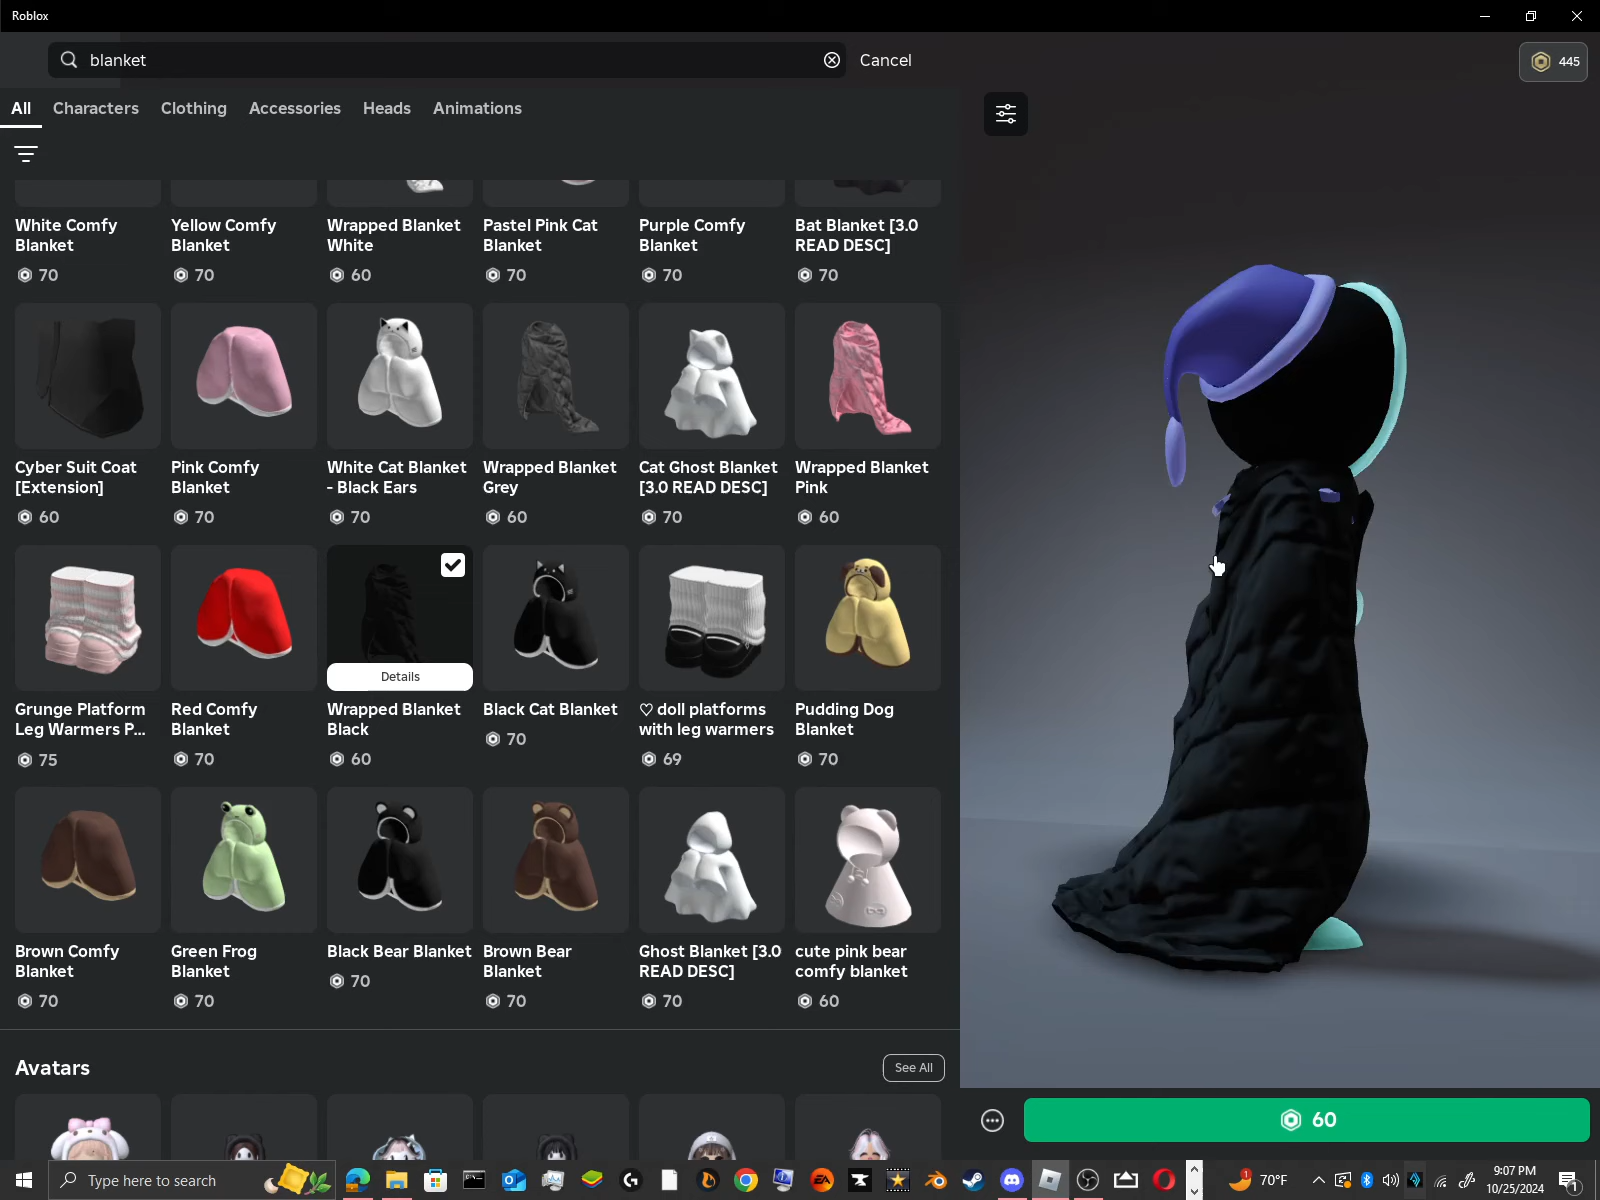 Roblox
blanket
Cancel
445
All Characters Clothing Accessories Heads Animations
White Comfy Blanket
70
Yellow Comfy Blanket
70
Wrapped Blanket White
60
Pastel Pink Cat Blanket
70
Purple Comfy Blanket
70
Bat Blanket [3.0 READ DESC]
70
Cyber Suit Coat [Extension]
60
Pink Comfy Blanket
70
White Cat Blanket - Black Ears
70
Wrapped Blanket Grey
60
Cat Ghost Blanket [3.0 READ DESC]
70
Wrapped Blanket Pink
60
Grunge Platform Leg Warmers P...
75
Red Comfy Blanket
70
Details
Wrapped Blanket Black
60
Black Cat Blanket
70
♡ doll platforms with leg warmers
69
Pudding Dog Blanket
70
Brown Comfy Blanket
70
Green Frog Blanket
70
Black Bear Blanket
70
Brown Bear Blanket
70
Ghost Blanket [3.0 READ DESC]
70
cute pink bear comfy blanket
60
Avatars
See All
60
Type here to search
EA
1
70°F
9:07 PM
10/25/2024
1